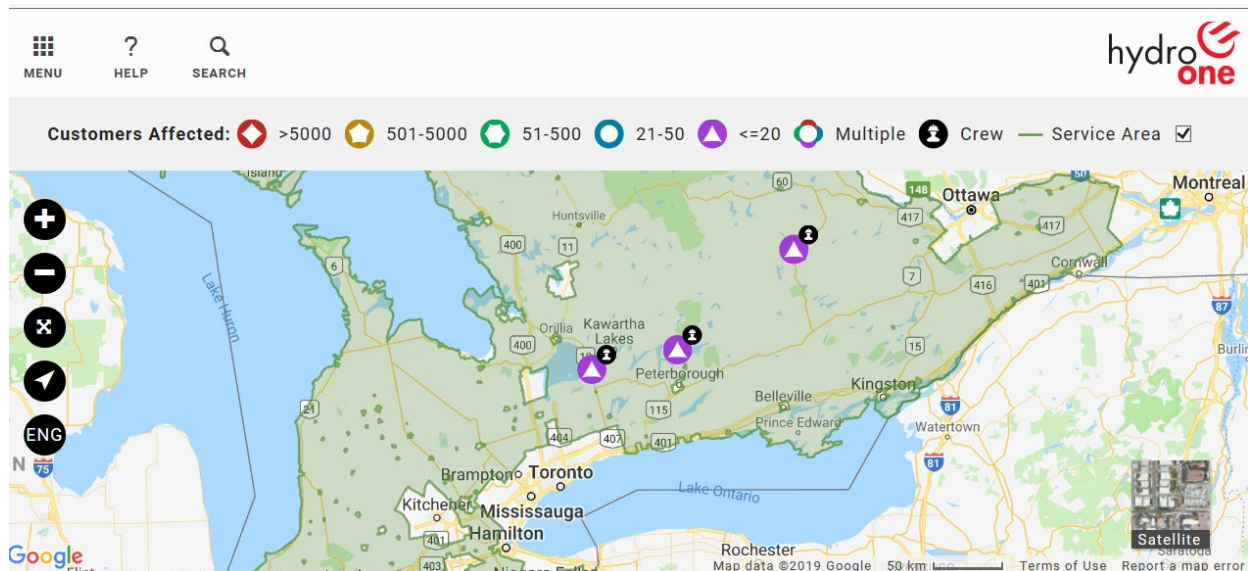 MENU
HELP
SEARCH
hydro
one
Customers Affected: >5000 501-5000 51-500 21-50 <=20 Multiple Crew Service Area
Island
60
148
50
Montreal
Ottawa
417
417
Huntsville
400
11
6
7
Cornwall
416
401
Lake Huron
87
Orillia
Kawartha
Lakes
400
15
Peterborough
Kingston
Belleville
21
115
81
ENG
Prince Edward
Watertown
404
407
401
N
75
81
Brampton
Toronto
Lake Ontario
Kitchener
Mississauga
401
Hamilton
Satellite
Google
403
Rochester
Map data ©2019 Google
50 km
Terms of Use
Report a map error